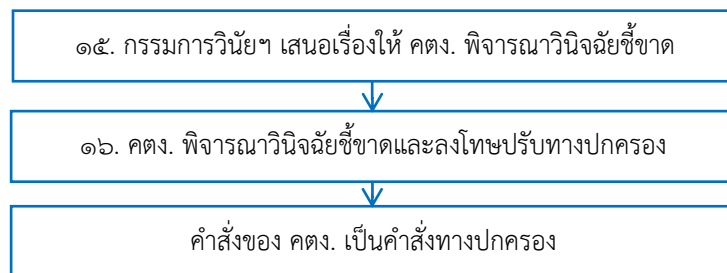 ๑๕. กรรมการวินัยฯ เสนอเรื่องให้ คตง. พิจารณาวินิจฉัยชี้ขาด
๑๖. คตง. พิจารณาวินิจฉัยชี้ขาดและลงโทษปรับทางปกครอง
คำสั่งของ คตง. เป็นคำสั่งทางปกครอง